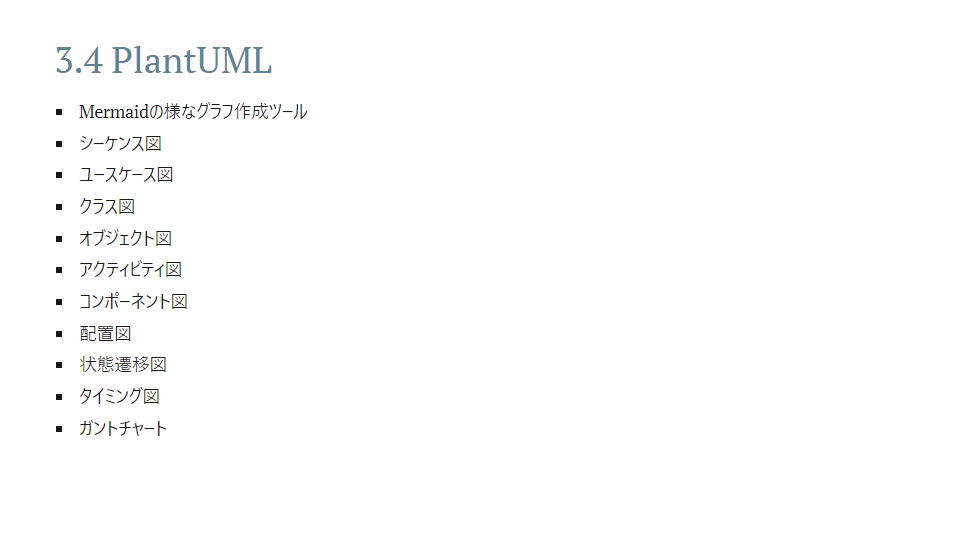 3.4 PlantUML
Mermaidの様なグラフ作成ツール
シーケンス図
ユースケース図
クラス図
オブジェクト図
アクティビティ図
コンポーネント図
配置図
状態遷移図
タイミング図
ガントチャート